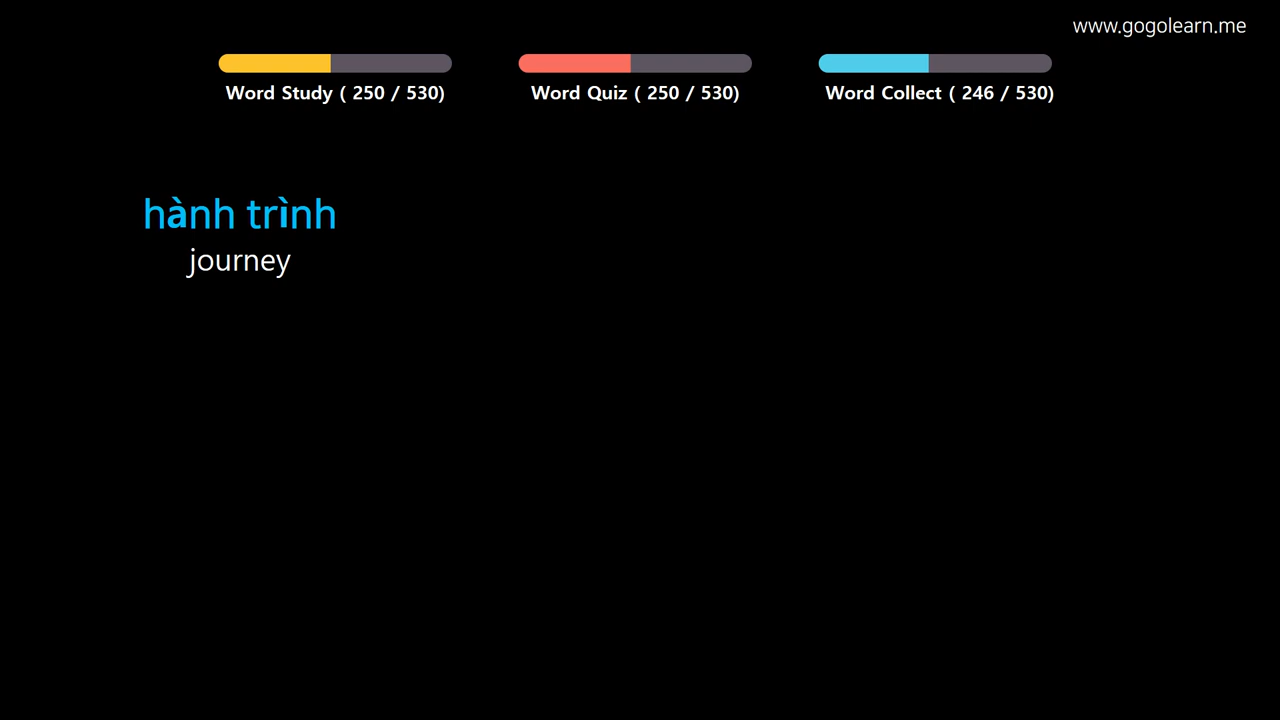 www.gogolearn.me
Word Study ( 250 / 530)
Word Quiz ( 250 / 530)
Word Collect ( 246 / 530)
hành trình
journey